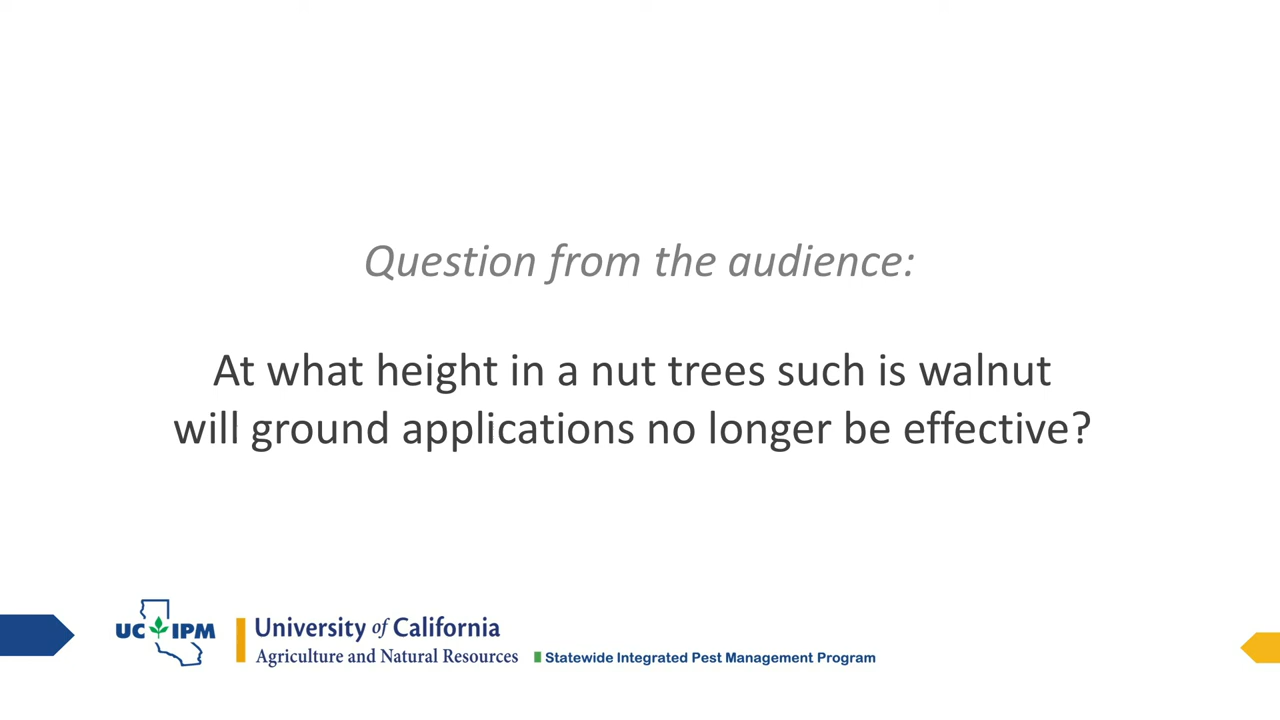 Question from the audience:
At what height in a nut trees such is walnut
will ground applications no longer be effective?
UC IPM
University of California
Agriculture and Natural Resources
Statewide Integrated Pest Management Program